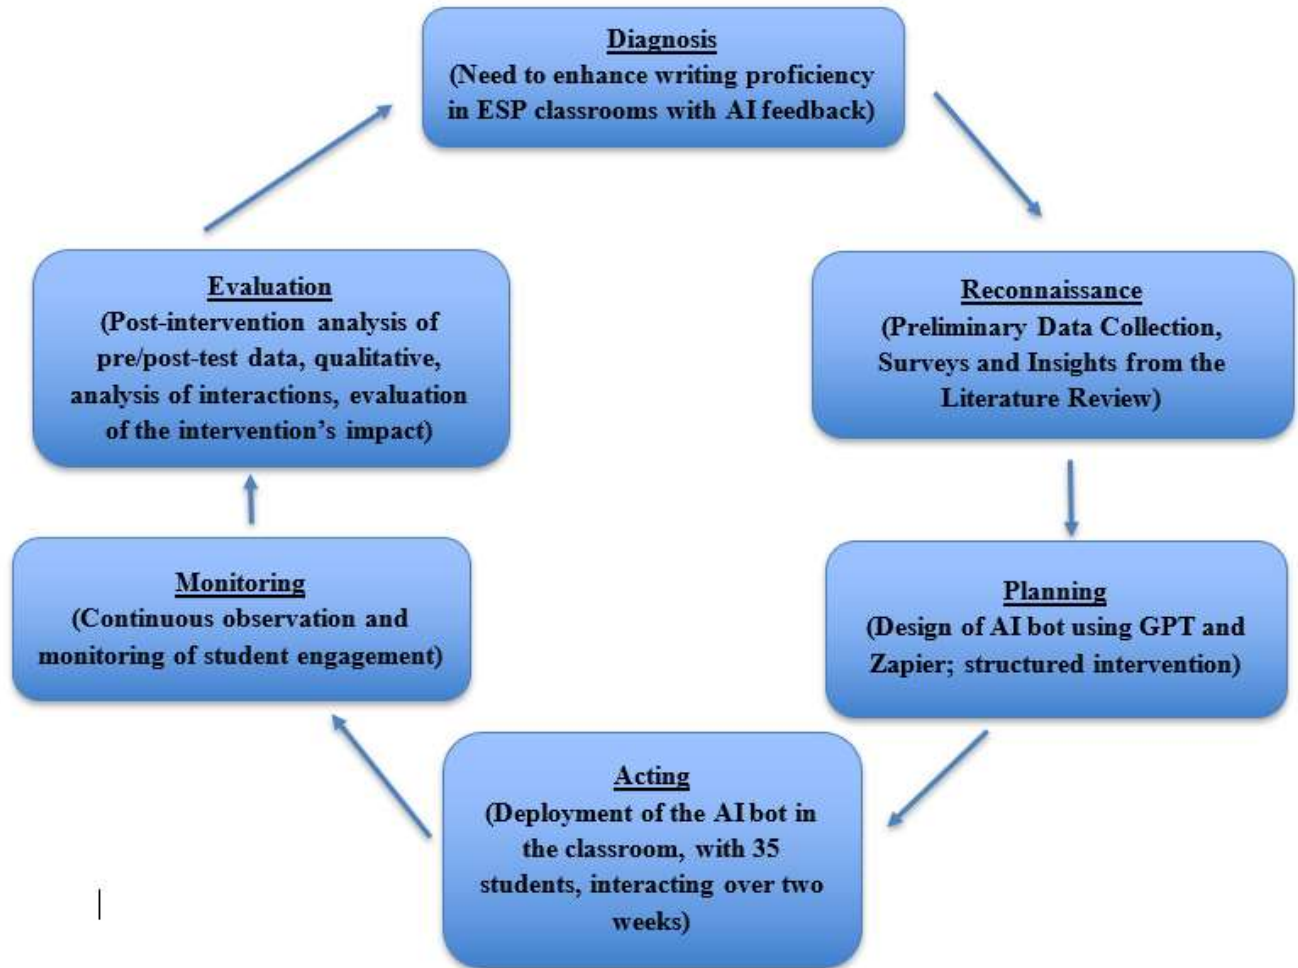 Diagnosis
(Need to enhance writing proficiency
in ESP classrooms with AI feedback)
Reconnaissance
(Preliminary Data Collection,
Surveys and Insights from the
Literature Review)
Planning
(Design of AI bot using GPT and
Zapier; structured intervention)
Acting
(Deployment of the AI bot in
the classroom, with 35
students, interacting over two
weeks)
Monitoring
(Continuous observation and
monitoring of student engagement)
Evaluation
(Post-intervention analysis of
pre/post-test data, qualitative,
analysis of interactions, evaluation
of the intervention’s impact)